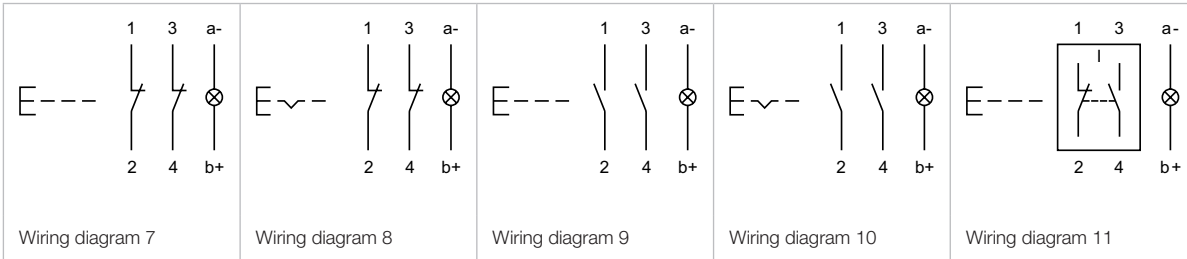 1 3 a-
2 4 b+
Wiring diagram 7
1 3 a-
2 4 b+
Wiring diagram 8
1 3 a-
2 4 b+
Wiring diagram 9
1 3 a-
2 4 b+
Wiring diagram 10
1 3 a-
2 4 b+
Wiring diagram 11